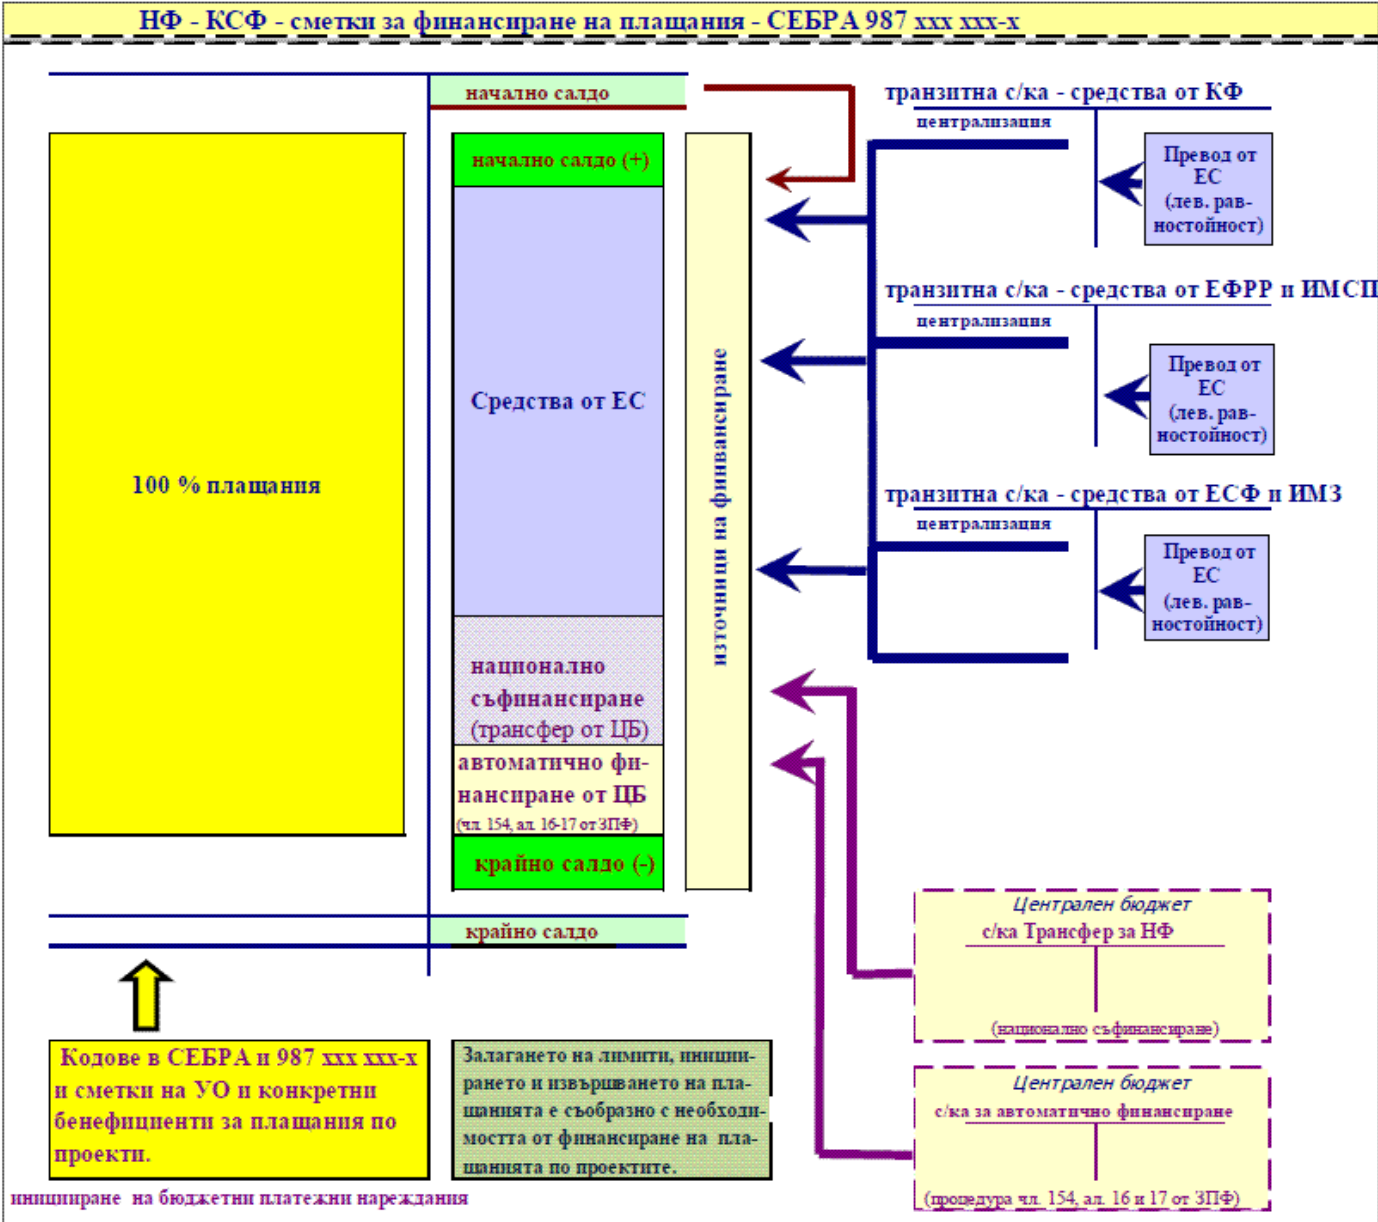 НФ - КСФ - сметки за финансиране на плащания - СЕБРА 987 xxx xxx-x
начално салдо
начално салдо (+)
100 % плащания
Средства от ЕС
национално
съфинансиране
(трансфер от ЦБ)
автоматично фи-
нансиране от ЦБ
(чл. 154, ал. 16-17 от ЗПФ)
крайно салдо (-)
крайно салдо
източници на финвансиране
транзитна с/ка - средства от КФ
централизация
Превод от
ЕС
(лев. рав-
ностойност)
транзитна с/ка - средства от ЕФРР и ИМСП
централизация
Превод от
ЕС
(лев. рав-
ностойност)
транзитна с/ка - средства от ЕСФ и ИМЗ
централизация
Превод от
ЕС
(лев. рав-
ностойност)
Централен бюджет
с/ка Трансфер за НФ
(национално съфинансиране)
Централен бюджет
с/ка за автоматично финансиране
(процедура чл. 154, ал. 16 и 17 от ЗПФ)
Кодове в СЕБРА и 987 xxx xxx-x
и сметки на УО и конкретни
бенефициенти за плащания по
проекти.
Залагането на лимити, иниции-
рането и извършването на пла-
щанията е съобразно с необходи-
мостта от финансиране на пла-
щанията по проектите.
иницииране на бюджетни платежни нареждания